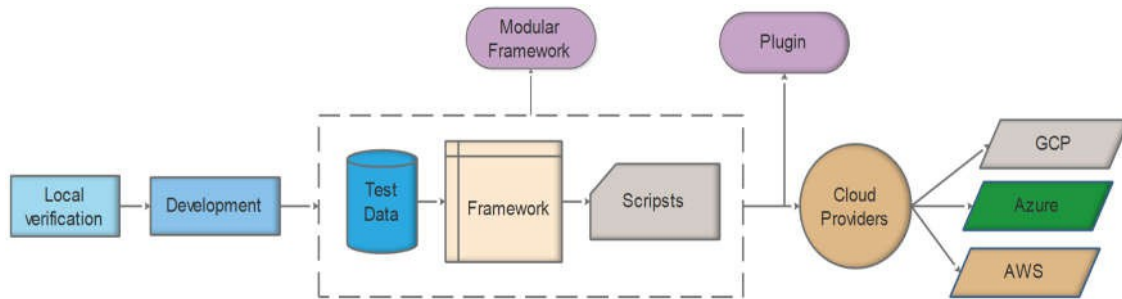 Modular
Framework
Plugin
Local
verification
Development
Test
Data
Framework
Scripsts
Cloud
Providers
GCP
Azure
AWS